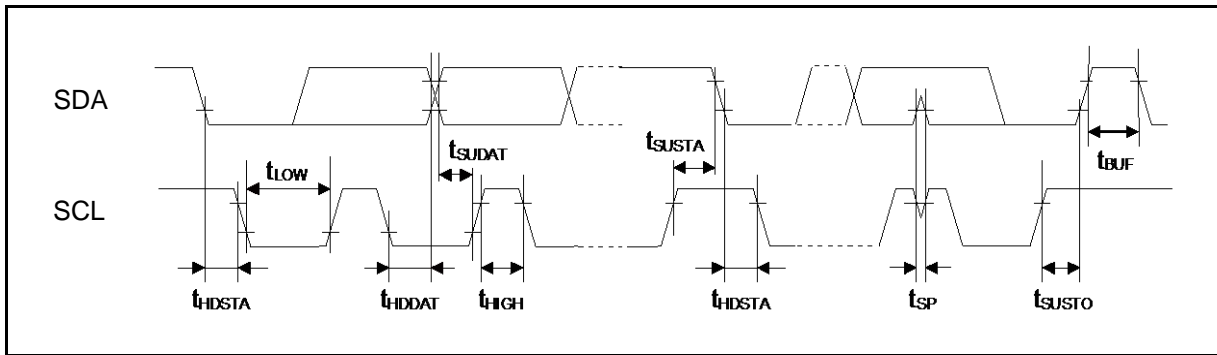 SDA
tSUSTA
tBUF
tLOW
tSUDAT
SCL
tHDSTA
tHDDAT
tHIGH
tHDSTA
tSP
tSUSTO